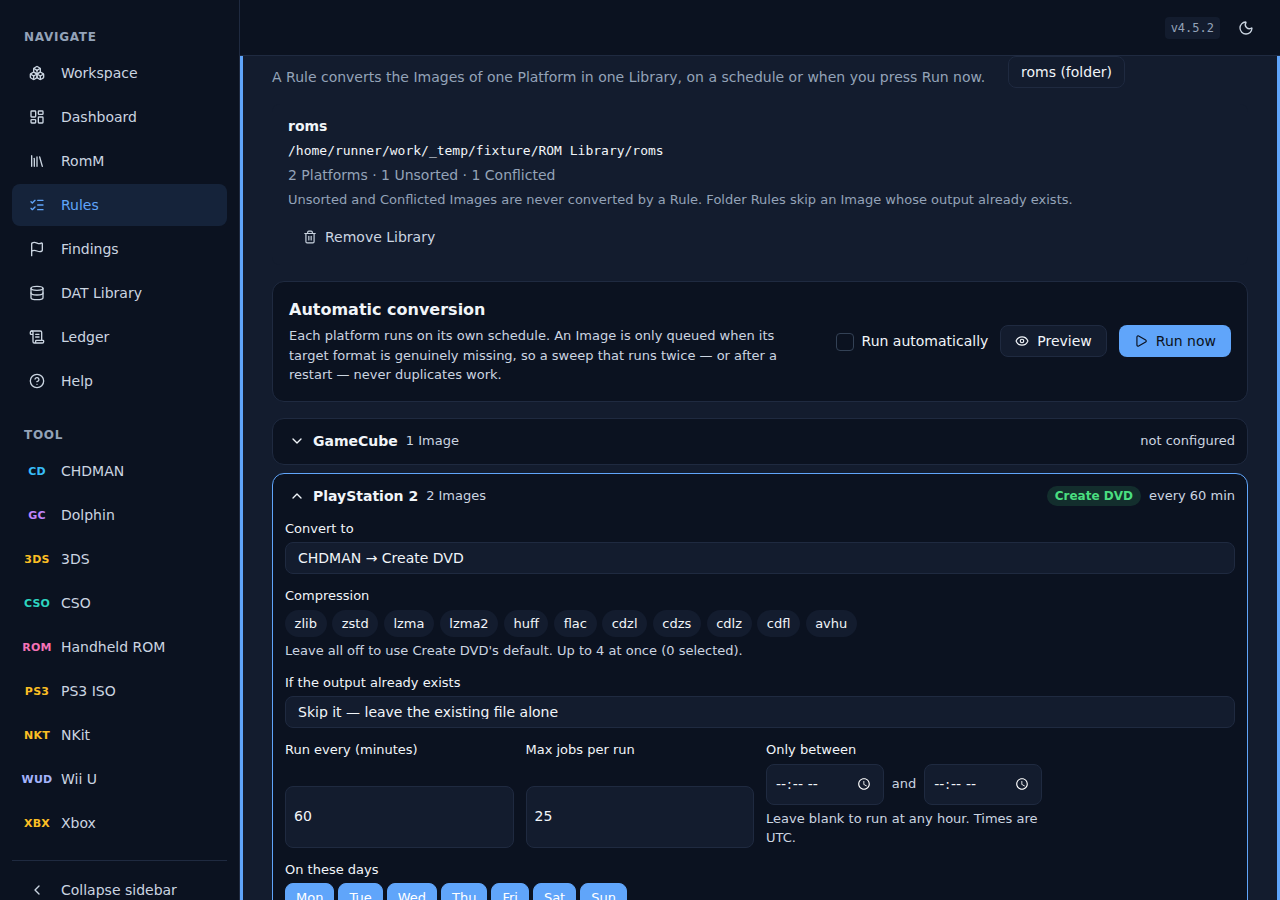 NAVIGATE
Workspace
Dashboard
RomM
Rules
Findings
DAT Library
Ledger
Help
TOOL
CD CHDMAN
GC Dolphin
3DS 3DS
CSO CSO
ROM Handheld ROM
PS3 PS3 ISO
NKT NKit
WUD Wii U
XBX Xbox
Collapse sidebar
v4.5.2
A Rule converts the Images of one Platform in one Library, on a schedule or when you press Run now.
roms (folder)
roms
/home/runner/work/_temp/fixture/ROM Library/roms
2 Platforms · 1 Unsorted · 1 Conflicted
Unsorted and Conflicted Images are never converted by a Rule. Folder Rules skip an Image whose output already exists.
Remove Library
Automatic conversion
Each platform runs on its own schedule. An Image is only queued when its
target format is genuinely missing, so a sweep that runs twice — or after a
restart — never duplicates work.
Run automatically
Preview
Run now
GameCube 1 Image
not configured
PlayStation 2 2 Images
Create DVD every 60 min
Convert to
CHDMAN → Create DVD
Compression
zlib zstd lzma lzma2 huff flac cdzl cdzs cdlz cdfl avhu
Leave all off to use Create DVD's default. Up to 4 at once (0 selected).
If the output already exists
Skip it — leave the existing file alone
Run every (minutes)
60
Max jobs per run
25
Only between
--:-- -- and --:-- --
Leave blank to run at any hour. Times are
UTC.
On these days
Mon Tue Wed Thu Fri Sat Sun